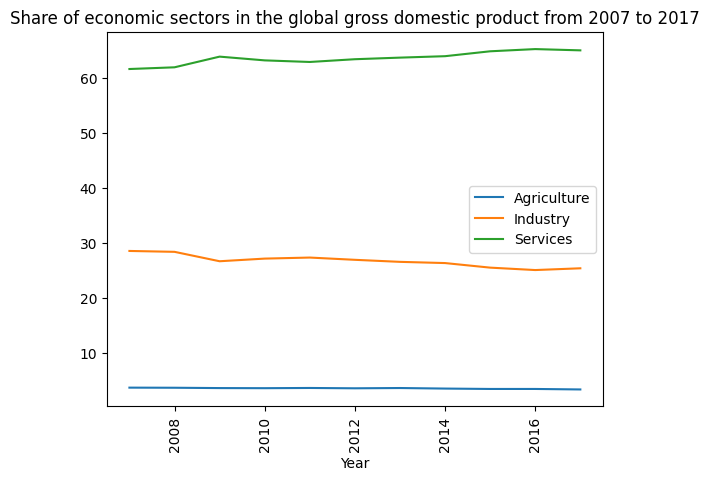 Share of economic sectors in the global gross domestic product from 2007 to 2017
60
50
40
30
20
10
Agriculture
Industry
Services
2008
2010
2012
2014
2016
Year